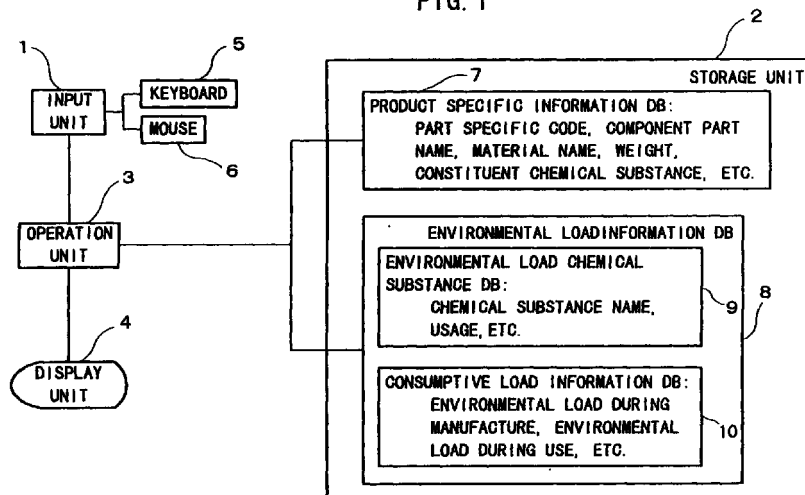 FIG. 1
1
5
2
INPUT
UNIT
KEYBOARD
MOUSE
6
STORAGE UNIT
7
PRODUCT SPECIFIC INFORMATION DB:
PART SPECIFIC CODE, COMPONENT PART
NAME, MATERIAL NAME, WEIGHT,
CONSTITUENT CHEMICAL SUBSTANCE, ETC.
3
OPERATION
UNIT
ENVIRONMENTAL LOADINFORMATION DB
ENVIRONMENTAL LOAD CHEMICAL
SUBSTANCE DB:
CHEMICAL SUBSTANCE NAME,
USAGE, ETC.
9
8
4
DISPLAY
UNIT
CONSUMPTIVE LOAD INFORMATION DB:
ENVIRONMENTAL LOAD DURING
MANUFACTURE, ENVIRONMENTAL
LOAD DURING USE, ETC.
10